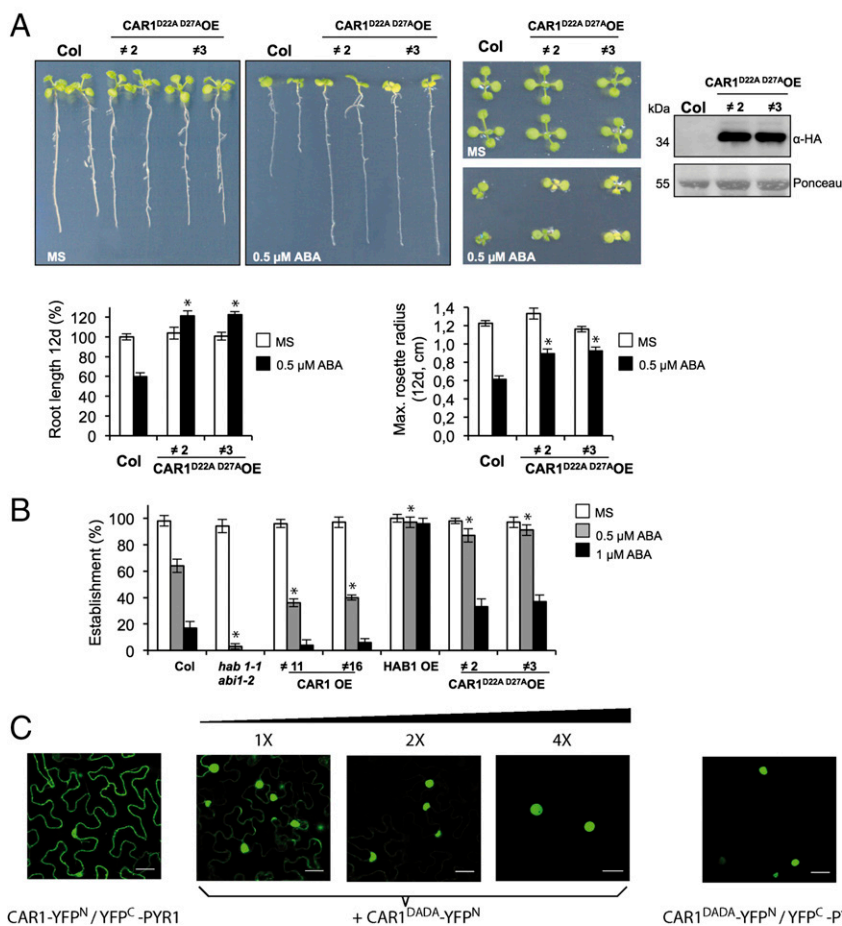 A
CAR1D22A D27AOE
Col ≠ 2 ≠3
MS
CAR1D22A D27AOE
Col ≠ 2 ≠3
0.5 µM ABA
CAR1D22A D27AOE
Col ≠ 2 ≠3
MS
0.5 µM ABA
CAR1D22A D27AOE
kDa Col ≠ 2 ≠3
34 α-HA
55 Ponceau
Root length 12d (%)
120
100
80
60
40
20
0
* *
MS
0.5 µM ABA
Col ≠ 2 ≠3
CAR1D22A D27AOE
Max. rosette radius
(12d, cm)
1,4
1,2
1,0
0,8
0,6
0,4
0,2
0,0
* *
MS
0.5 µM ABA
Col ≠ 2 ≠3
CAR1D22A D27AOE
B
Establishment (%)
100
80
60
40
20
0
* * * * * *
MS
0.5 µM ABA
1 µM ABA
Col hab 1-1 abi1-2 ≠ 11 ≠16 HAB1 OE ≠ 2 ≠3
CAR1 OE CAR1D22A D27AOE
C
1X 2X 4X
CAR1-YFPN / YFPC -PYR1
+ CAR1DADA-YFPN
CAR1DADA-YFPN / YFPC -P